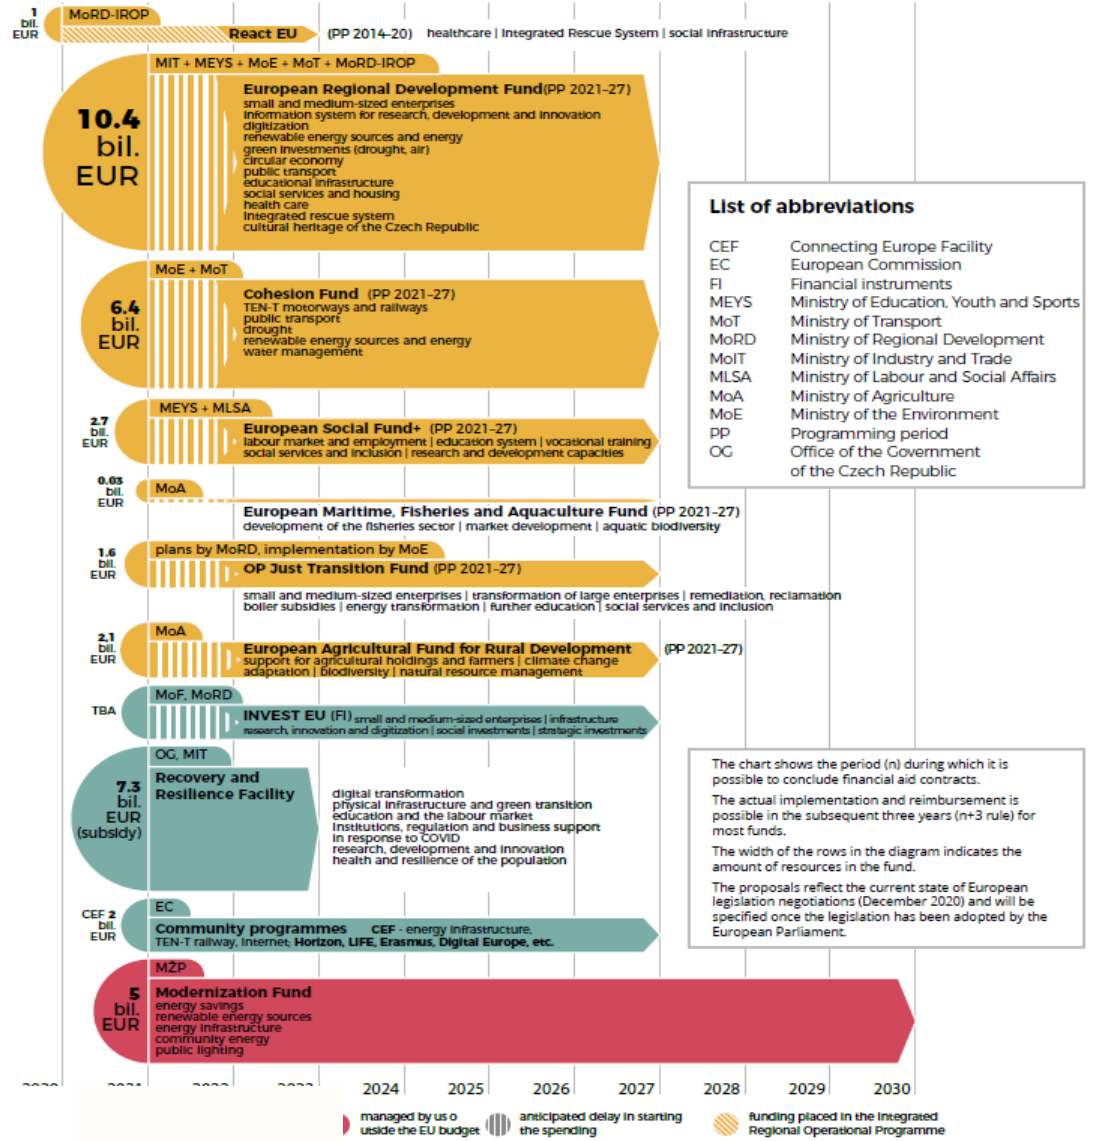 1
bil.
EUR
MoRD-IROP
React EU (PP 2014-20) healthcare | Integrated Rescue System | social infrastructure
MIT + MEYS + MoE + MoT + MoRD-IROP
10.4
bil.
EUR
European Regional Development Fund(PP 2021-27)
small and medium-sized enterprises
Information system for research, development and innovation
digitization
renewable energy sources and energy
green investments (drought, air)
circular economy
public transport
educational infrastructure
social services and housing
health care
Integrated rescue system
cultural heritage of the Czech Republic
MoE + MoT
6.4
bil.
EUR
Cohesion Fund (PP 2021-27)
TEN-T motorways and railways
public transport
drought
renewable energy sources and energy
water management
MEYS + MLSA
2.7
bil.
EUR
European Social Fund+ (PP 2021-27)
labour market and employment | education system | vocational training
social services and inclusion | research and development capacities
0.03
bil.
EUR
MoA
European Maritime, Fisheries and Aquaculture Fund (PP 2021-27)
development of the fisheries sector | market development | aquatic biodiversity
1.6
bil.
EUR
plans by MoRD, implementation by MoE
OP Just Transition Fund (PP 2021-27)
small and medium-sized enterprises | transformation of large enterprises | remediation, reclamation
boiler subsidies | energy transformation | further education | social services and inclusion
2,1
bil.
EUR
MoA
European Agricultural Fund for Rural Development (PP 2021-27)
support for agricultural holdings and farmers | climate change
adaptation | biodiversity | natural resource management
TBA
MoF, MoRD
INVEST EU (FI) small and medium-sized enterprises | infrastructure
research, innovation and digitization | social investments | strategic investments
OG, MIT
7.3
bil.
EUR
(subsidy)
Recovery and
Resilience Facility
digital transformation
physical infrastructure and green transition
education and the labour market
Institutions, regulation and business support
in response to COVID
research, development and innovation
health and resilience of the population
CEF 2
bil.
EUR
EC
Community programmes CEF - energy infrastructure,
TEN-T railway, Internet; Horizon, LIFE, Erasmus, Digital Europe, etc.
MŽP
5
bil.
EUR
Modernization Fund
energy savings
renewable energy sources
energy infrastructure
community energy
public lighting
List of abbreviations
CEF Connecting Europe Facility
EC European Commission
FI Financial instruments
MEYS Ministry of Education, Youth and Sports
MoT Ministry of Transport
MoRD Ministry of Regional Development
MoIT Ministry of Industry and Trade
MLSA Ministry of Labour and Social Affairs
MoA Ministry of Agriculture
MoE Ministry of the Environment
PP Programming period
OG Office of the Government
of the Czech Republic
The chart shows the period (n) during which it is
possible to conclude financial aid contracts.
The actual implementation and reimbursement is
possible in the subsequent three years (n+3 rule) for
most funds.
The width of the rows in the diagram indicates the
amount of resources in the fund.
The proposals reflect the current state of European
legislation negotiations (December 2020) and will be
specified once the legislation has been adopted by the
European Parliament.
2020 2021 2022 2023 2024 2025 2026 2027 2028 2029 2030
managed by us o
utside the EU budget
anticipated delay in starting
the spending
funding placed in the Integrated
Regional Operational Programme